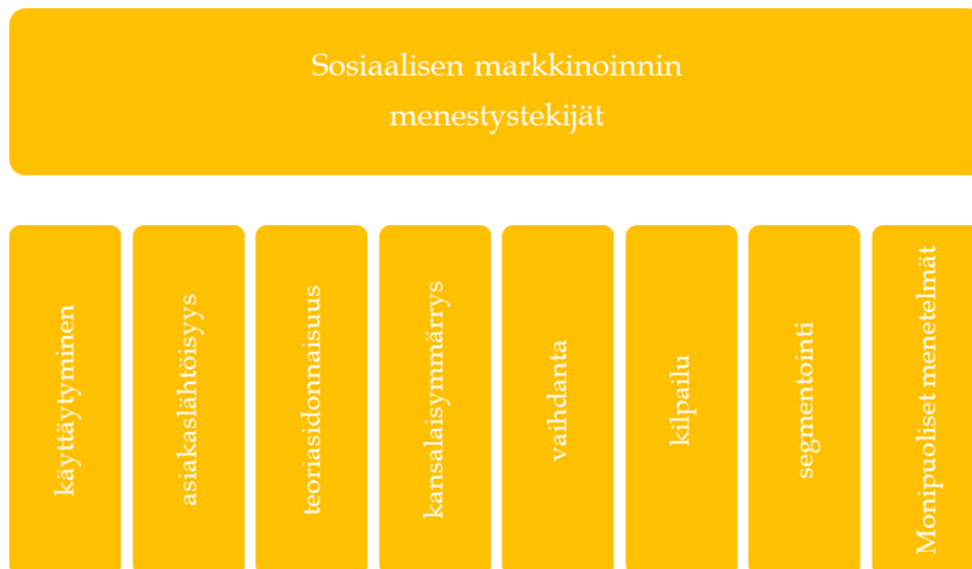 Sosiaalisen markkinoinnin
menestystekijät
käyttäytyminen
asiakaslähtöisyys
teoriasidonnaisuus
kansalaisymmärrys
vaihdanta
kilpailu
segmentointi
Monipuoliset menetelmät